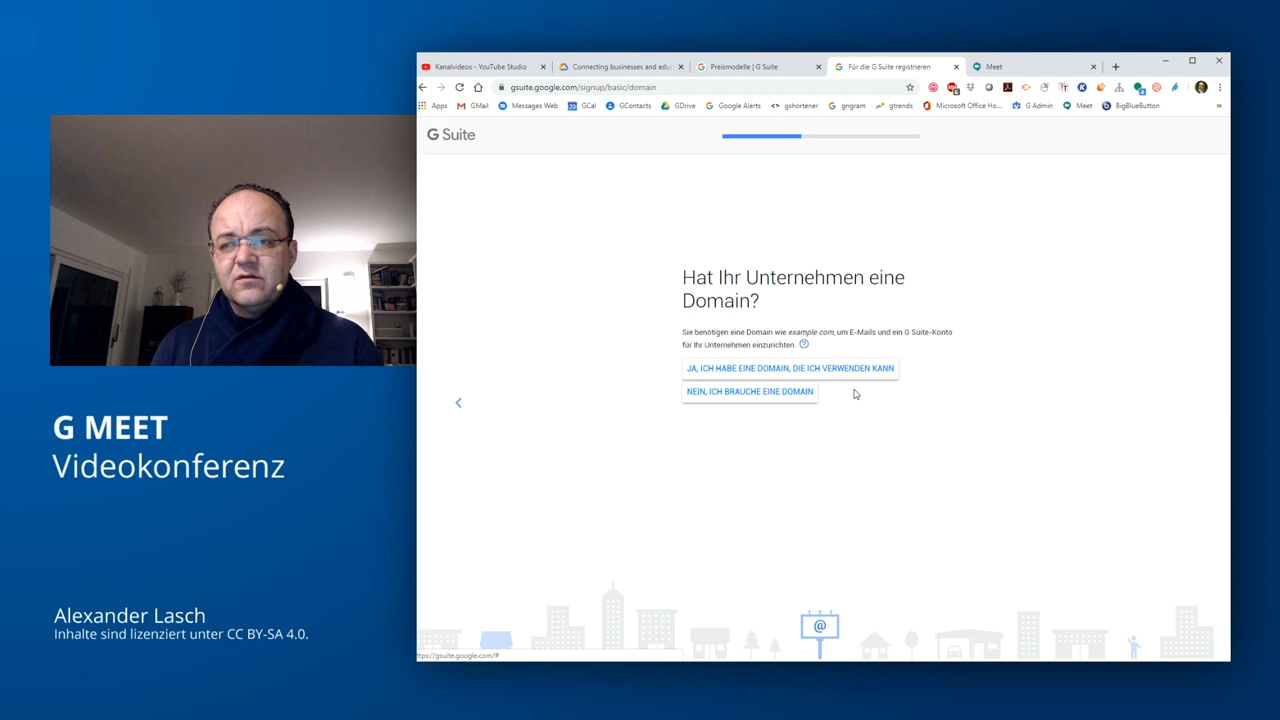 Kanalvideos - YouTube Studio
Connecting businesses and edu
Preismodelle | G Suite
Für die G Suite registrieren
Meet
gsuite.google.com/signup/basic/domain
Apps
GMail
Messages Web
GCal
GContacts
GDrive
Google Alerts
gshortener
gngram
gtrends
Microsoft Office Ho...
G Admin
Meet
BigBlueButton
G Suite
Hat Ihr Unternehmen eine
Domain?
Sie benötigen eine Domain wie example.com, um E-Mails und ein G Suite-Konto
für Ihr Unternehmen einzurichten.
JA, ICH HABE EINE DOMAIN, DIE ICH VERWENDEN KANN
NEIN, ICH BRAUCHE EINE DOMAIN
G MEET
Videokonferenz
Alexander Lasch
Inhalte sind lizenziert unter CC BY-SA 4.0.
@
ttps://gsuite.google.com/#